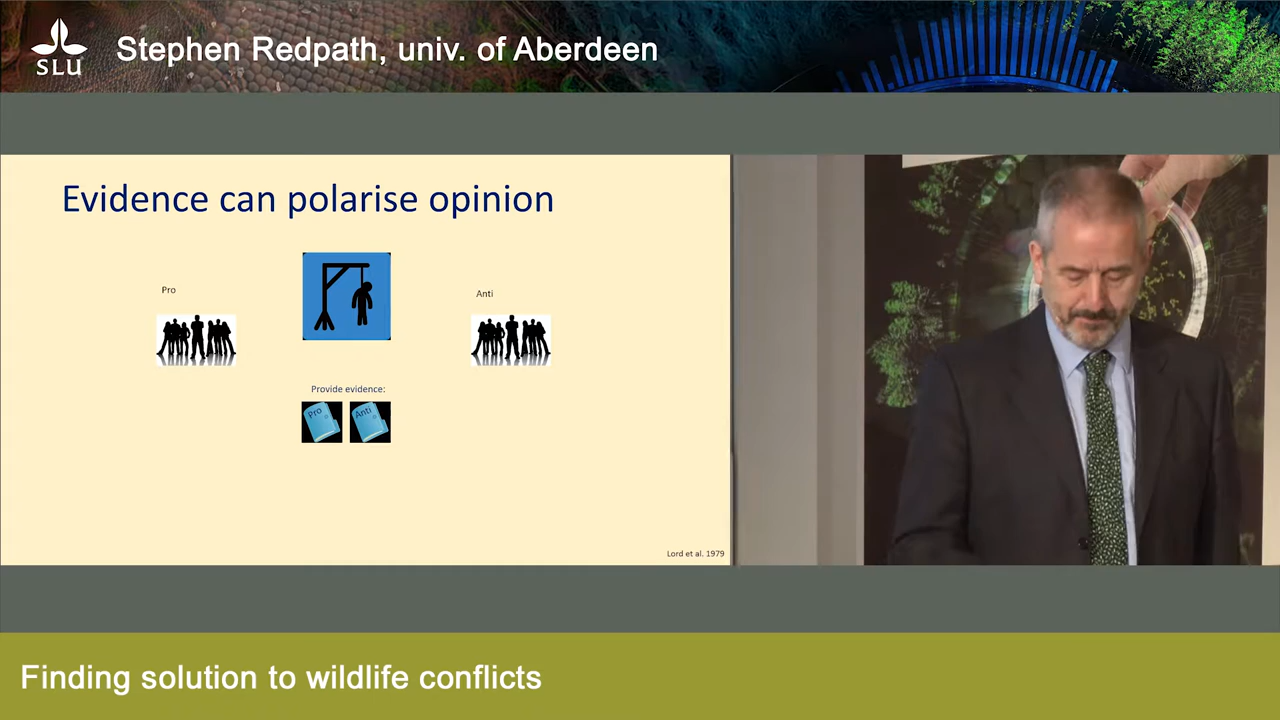 SLU
Stephen Redpath, univ. of Aberdeen
Evidence can polarise opinion
Pro
Anti
Provide evidence:
Pro
Anti
Lord et al. 1979
Finding solution to wildlife conflicts